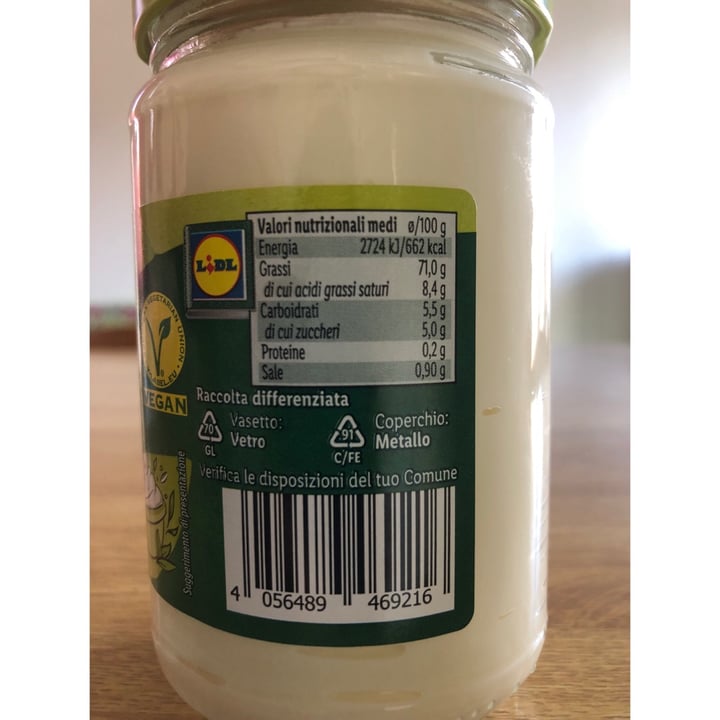 Valori nutrizionali medi ø/100 g
Energia 2724 kJ/662 kcal
Grassi 71,0 g
di cui acidi grassi saturi 8,4 g
Carboidrati 5,5 g
di cui zuccheri 5,0 g
Proteine 0,2 g
Sale 0,90 g
LIDL
VEGETARIAN UNION
VEGAN
Raccolta differenziata
70
GL
Vasetto:
Vetro
91
C/FE
Coperchio:
Metallo
Verifica le disposizioni del tuo Comune
Suggerimento di presentazione
4 056489 469216